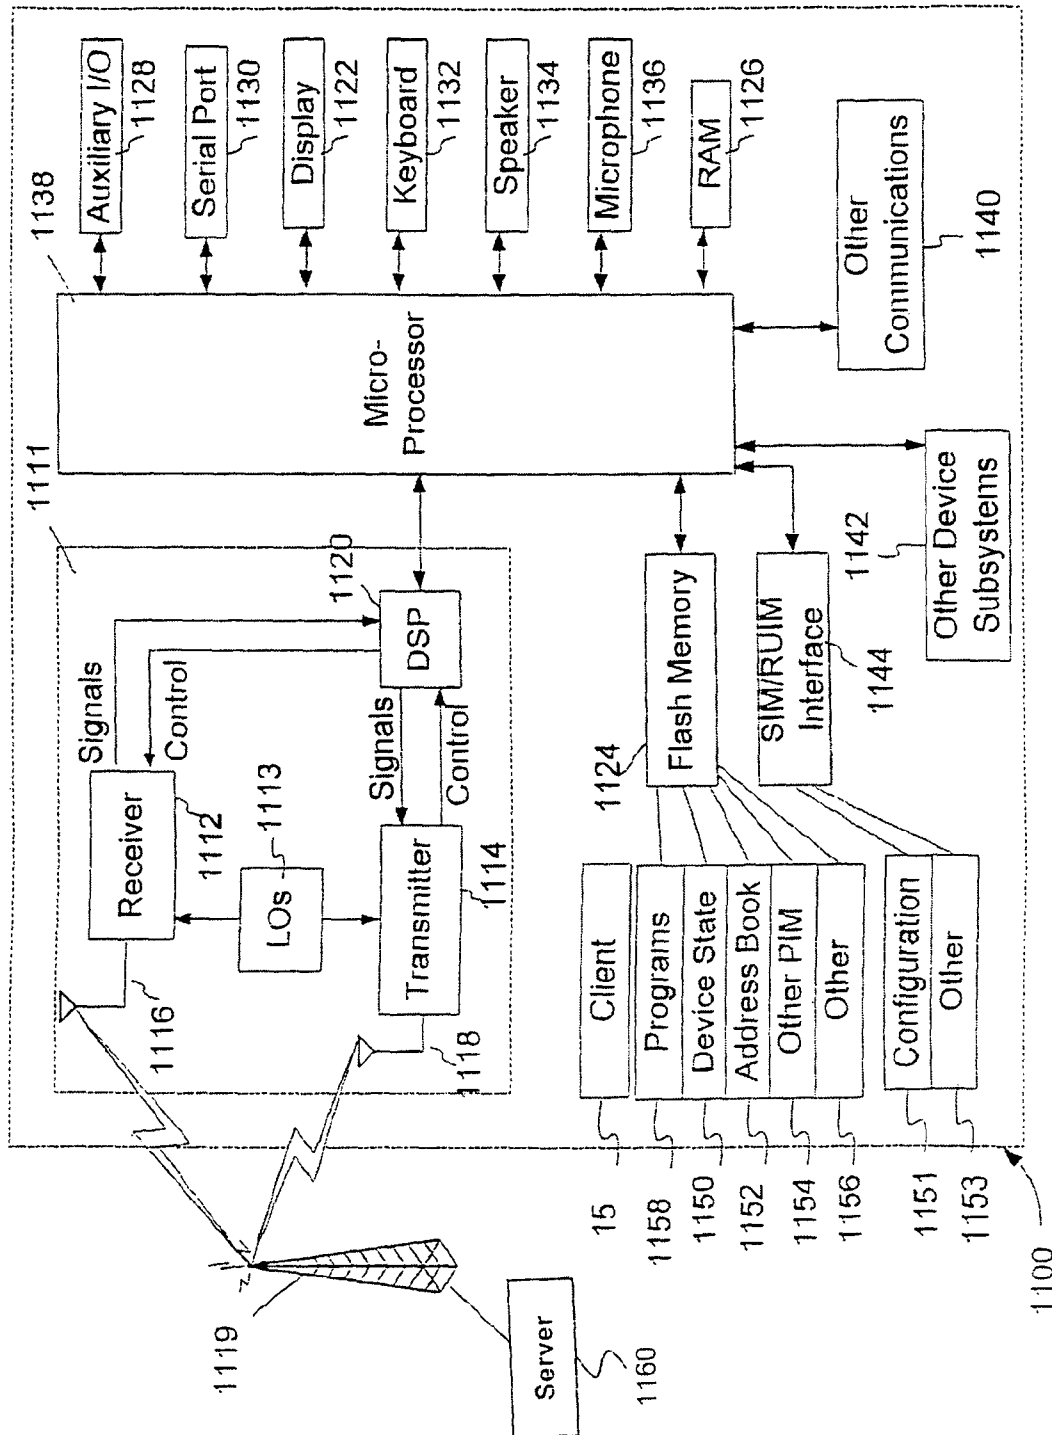 1138
1111
Auxiliary I/O
1128
Serial Port
1130
Display
1122
Keyboard
1132
Speaker
1134
Microphone
1136
RAM
1126
Micro-
Processor
Other
Communications
1140
Other Device
Subsystems
1142
Signals
Control
Receiver
1112
1116
LOs
1113
DSP
1120
Signals
Control
Transmitter
1114
1118
Flash Memory
1124
SIM/RUIM
Interface
1144
Client
15
Programs
1158
Device State
1150
Address Book
1152
Other PIM
1154
Other
1156
Configuration
1151
Other
1153
1119
Server
1160
1100